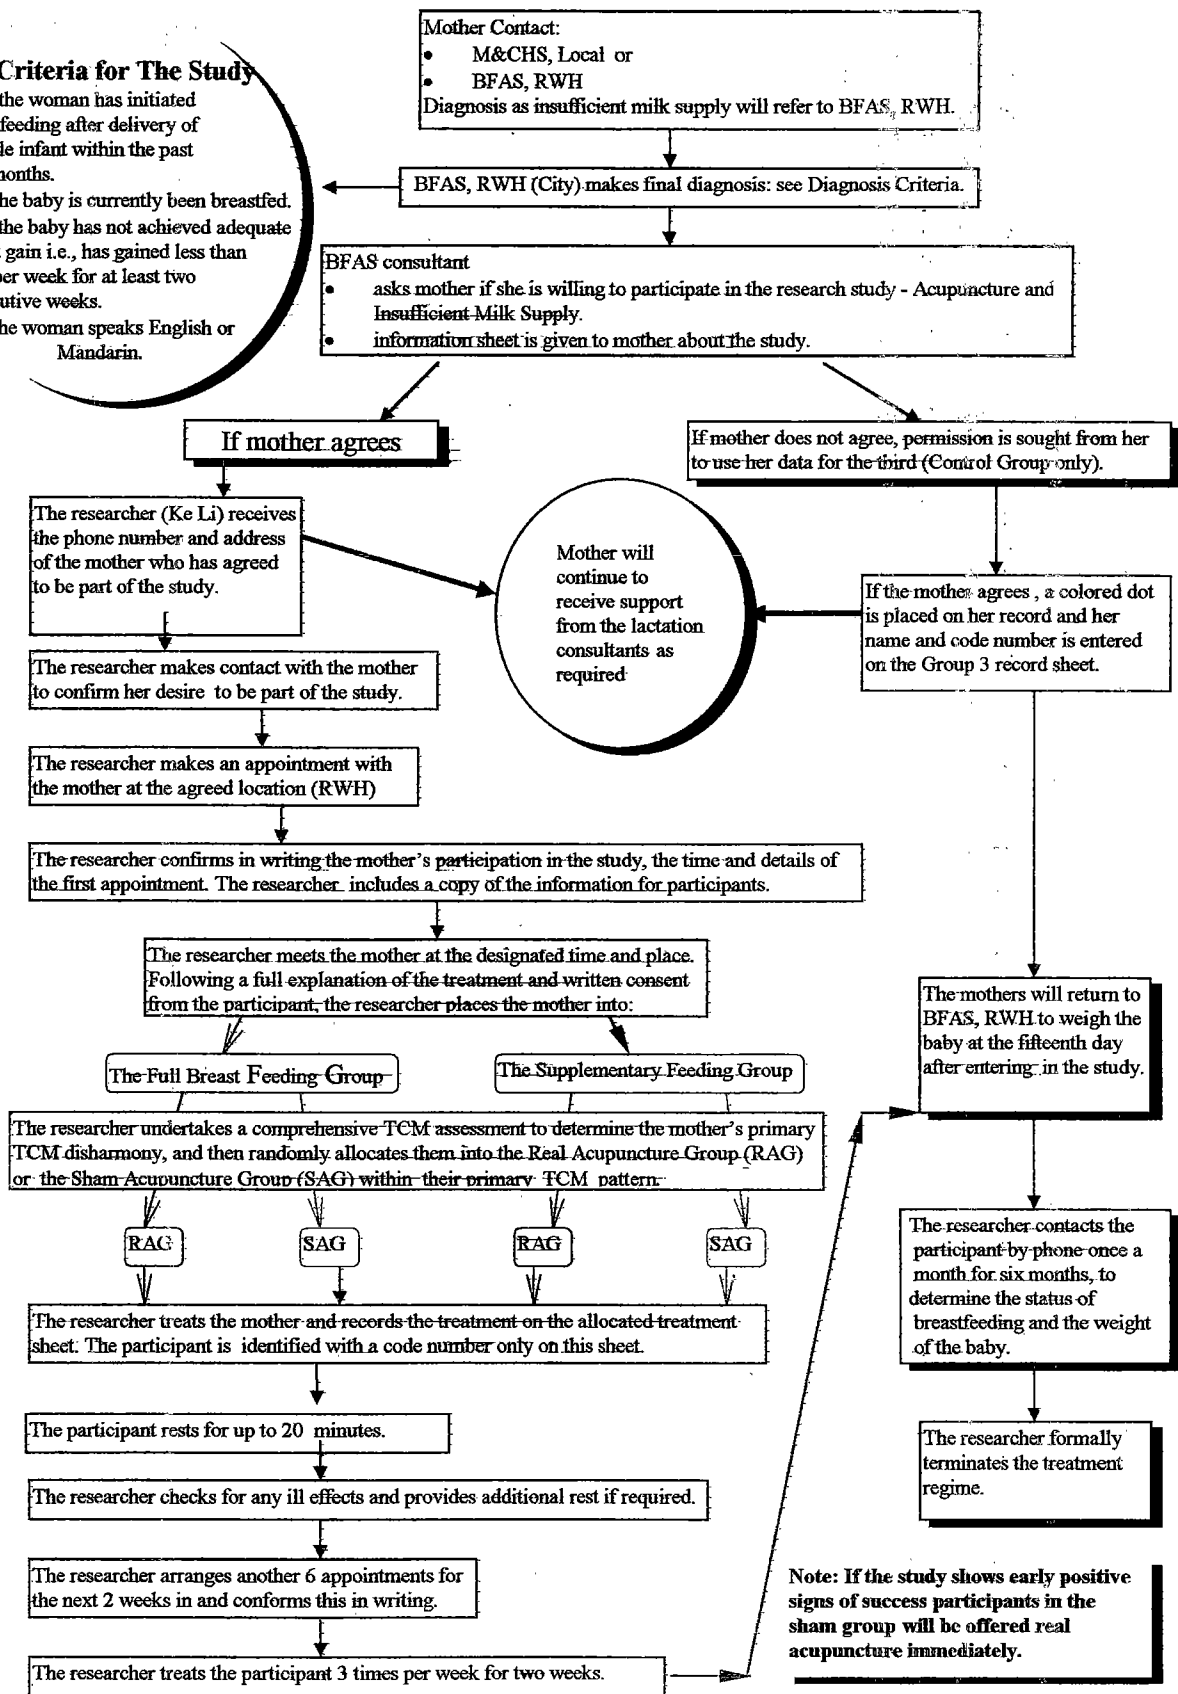 Mother Contact:
• M&CHS, Local or
• BFAS, RWH
Diagnosis as insufficient milk supply will refer to BFAS, RWH.
Criteria for The Study
the woman has initiated
feeding after delivery of
le infant within the past
nonths.
he baby is currently been breastfed.
the baby has not achieved adequate
gain i.e., has gained less than
er week for at least two
utive weeks.
he woman speaks English or
Mandarin.
BFAS, RWH (City) makes final diagnosis: see Diagnosis Criteria.
BFAS consultant
• asks mother if she is willing to participate in the research study - Acupuncture and
Insufficient Milk Supply.
• information sheet is given to mother about the study.
If mother agrees
If mother does not agree, permission is sought from her
to use her data for the third (Control Group only).
The researcher (Ke Li) receives
the phone number and address
of the mother who has agreed
to be part of the study.
Mother will
continue to
receive support
from the lactation
consultants as
required
If the mother agrees , a colored dot
is placed on her record and her
name and code number is entered
on the Group 3 record sheet.
The researcher makes contact with the mother
to confirm her desire to be part of the study.
The researcher makes an appointment with
the mother at the agreed location (RWH)
The researcher confirms in writing the mother's participation in the study, the time and details of
the first appointment. The researcher includes a copy of the information for participants.
The researcher meets the mother at the designated time and place.
Following a full explanation of the treatment and written consent
from the participant, the researcher places the mother into:
The Full Breast Feeding Group
The Supplementary Feeding Group
The researcher undertakes a comprehensive TCM assessment to determine the mother's primary
TCM disharmony, and then randomly allocates them into the Real Acupuncture Group (RAG)
or the Sham Acupuncture Group (SAG) within their primary TCM pattern.
RAG
SAG
RAG
SAG
The researcher treats the mother and records the treatment on the allocated treatment
sheet. The participant is identified with a code number only on this sheet.
The participant rests for up to 20 minutes.
The researcher checks for any ill effects and provides additional rest if required.
The researcher arranges another 6 appointments for
the next 2 weeks in and conforms this in writing.
The researcher treats the participant 3 times per week for two weeks.
The mothers will return to
BFAS, RWH to weigh the
baby at the fifteenth day
after entering in the study.
The researcher contacts the
participant by phone once a
month for six months, to
determine the status of
breastfeeding and the weight
of the baby.
The researcher formally
terminates the treatment
regime.
Note: If the study shows early positive
signs of success participants in the
sham group will be offered real
acupuncture immediately.